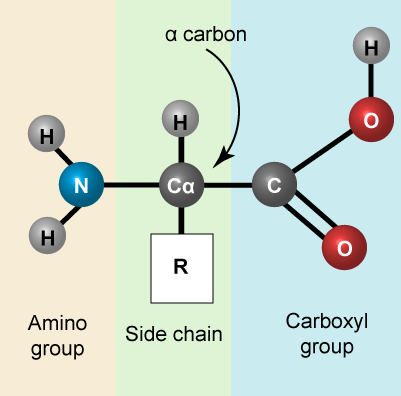 α carbon
H
H
H
O
N
Cα
C
H
R
O
Amino
group
Side chain
Carboxyl
group